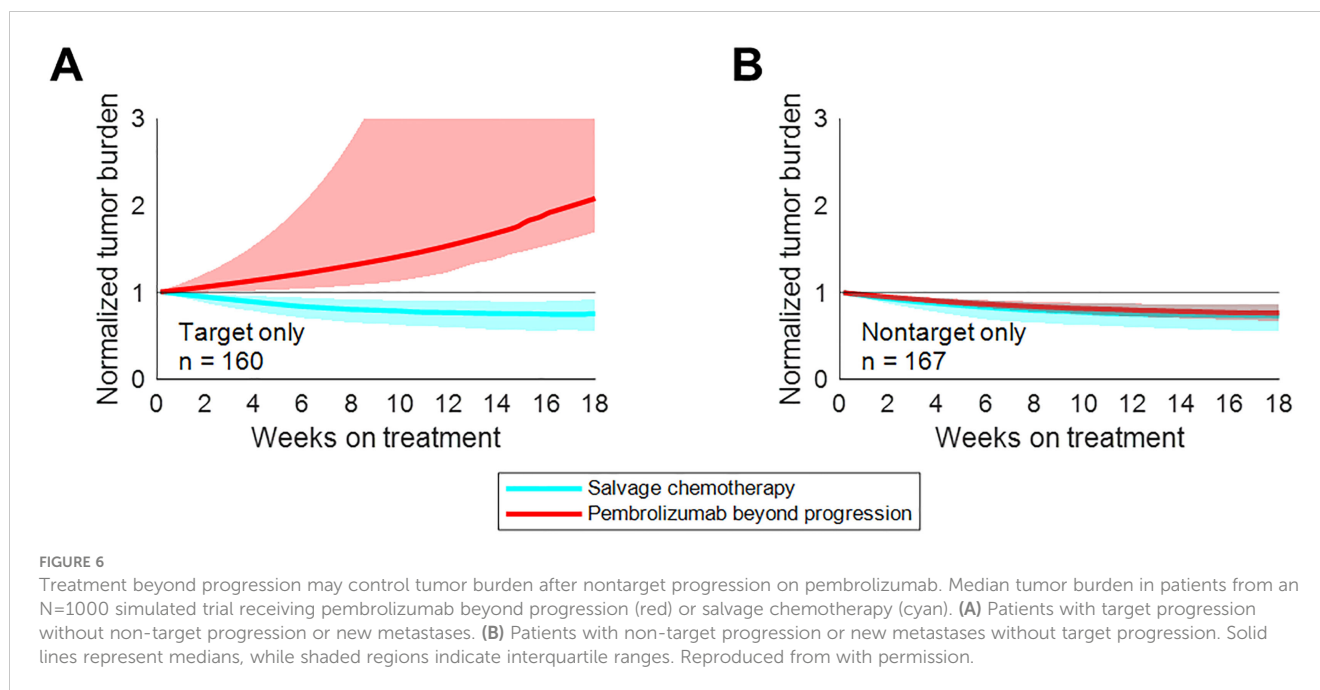 A
B
Normalized tumor burden
3
2
1
0
Target only
n = 160
0 2 4 6 8 10 12 14 16 18
Weeks on treatment
Normalized tumor burden
3
2
1
0
Nontarget only
n = 167
0 2 4 6 8 10 12 14 16 18
Weeks on treatment
Salvage chemotherapy
Pembrolizumab beyond progression
FIGURE 6
Treatment beyond progression may control tumor burden after nontarget progression on pembrolizumab. Median tumor burden in patients from an
N=1000 simulated trial receiving pembrolizumab beyond progression (red) or salvage chemotherapy (cyan). (A) Patients with target progression
without non-target progression or new metastases. (B) Patients with non-target progression or new metastases without target progression. Solid
lines represent medians, while shaded regions indicate interquartile ranges. Reproduced from with permission.